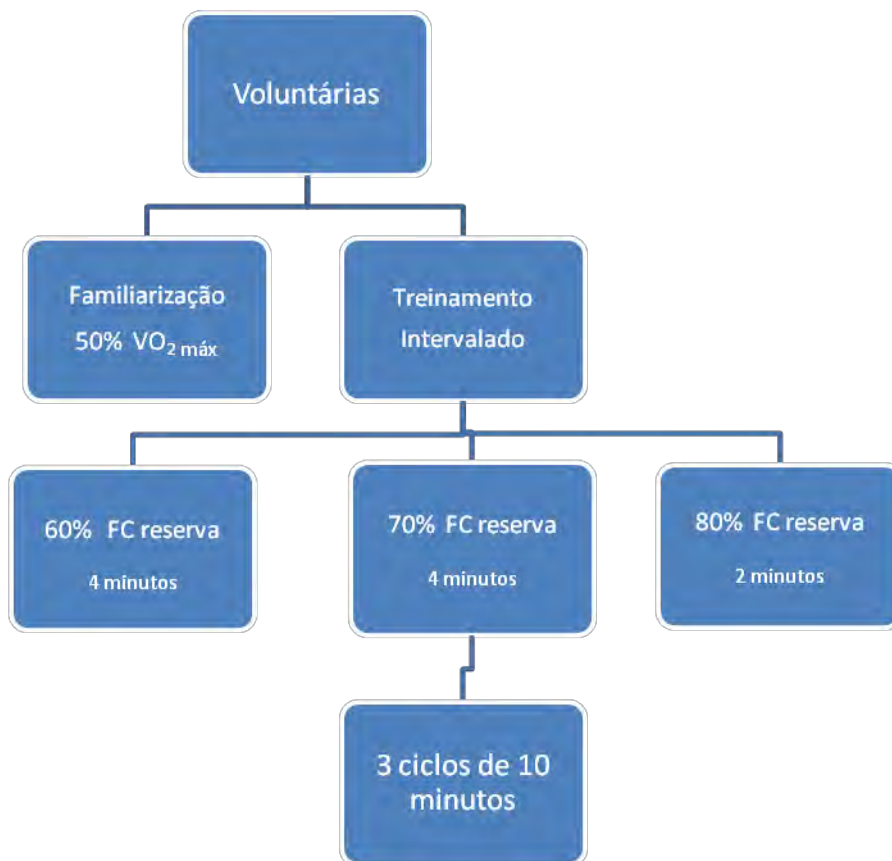 Voluntárias
Familiarização
50% VO2 máx
Treinamento
Intervalado
60% FC reserva
4 minutos
70% FC reserva
4 minutos
80% FC reserva
2 minutos
3 ciclos de 10
minutos